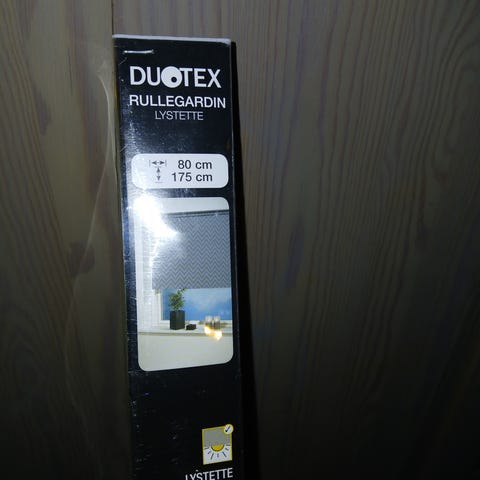 DUOTEX
RULLEGARDIN
LYSTETTE
80 cm
175 cm
LYSTETTE